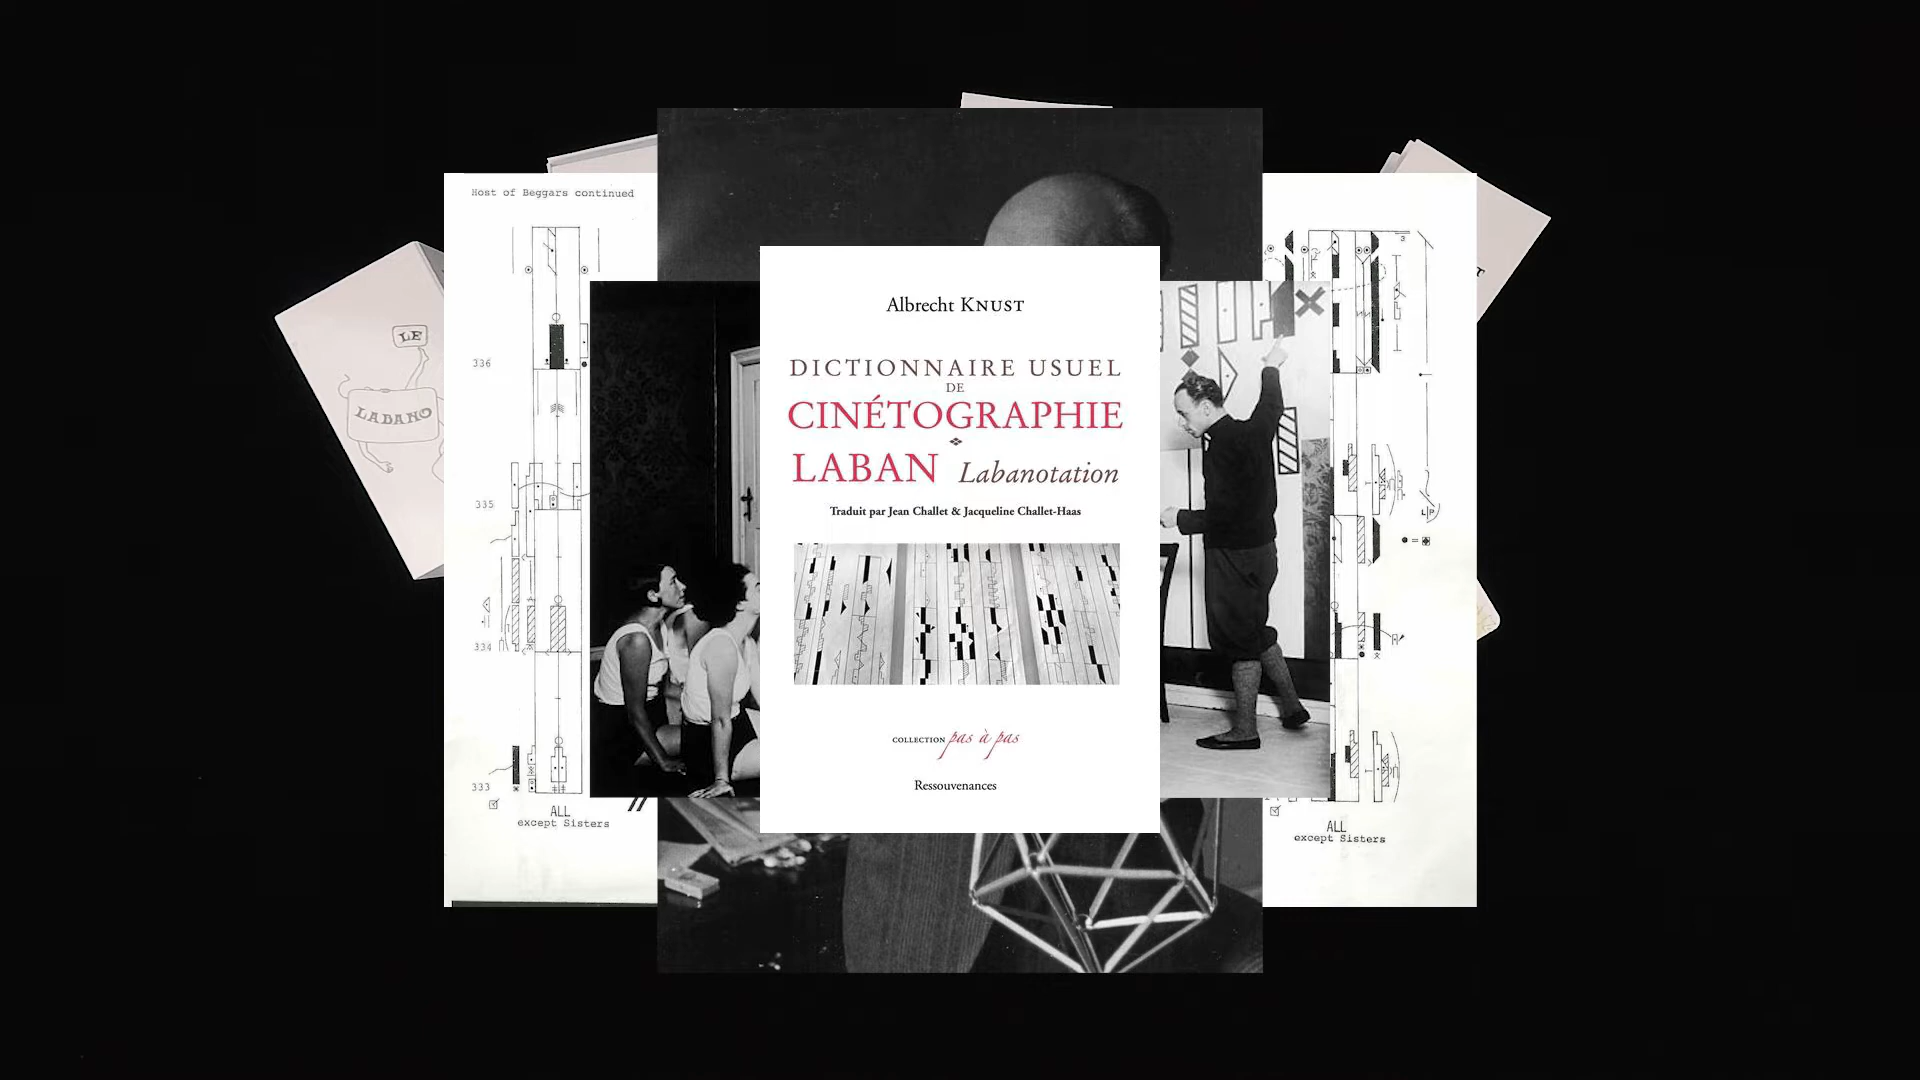 Host of Beggars continued
336
335
334
333
ALL
except Sisters
LE
LABANO
Albrecht KNUST
DICTIONNAIRE USUEL
DE
CINÉTOGRAPHIE
LABAN Labanotation
Traduit par Jean Challet & Jacqueline Challet-Haas
COLLECTION pas à pas
Ressouvenances
3
L P
T
ALL
except Sisters